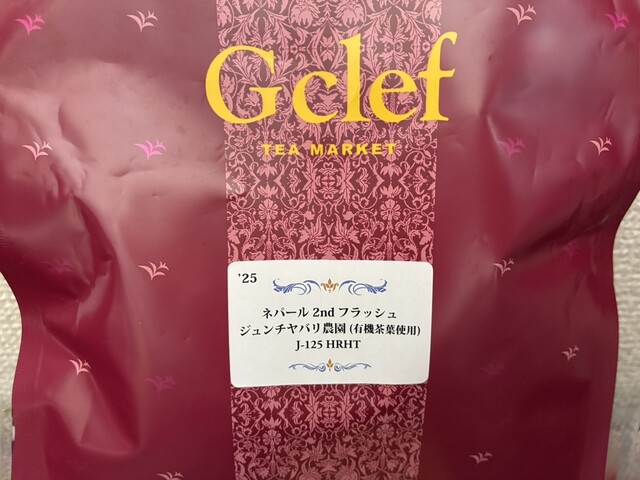 Gclef
TEA MARKET
'25
ネパール 2nd フラッシュ
ジュンチヤバリ農園 (有機茶葉使用)
J-125 HRHT